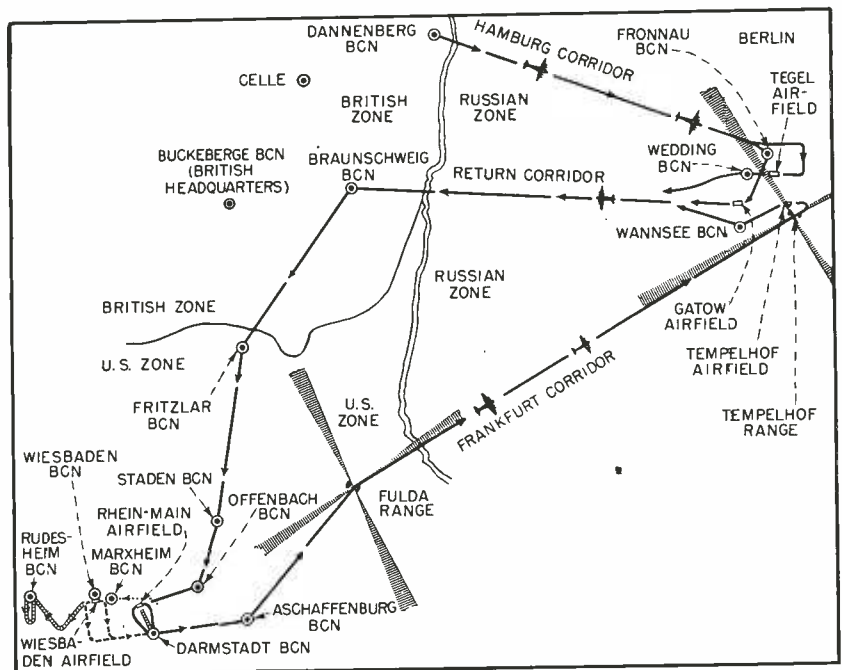 DANNENBERG
BCN
HAMBURG CORRIDOR
FRONNAU
BCN
BERLIN
TEGEL
AIR-
FIELD
CELLE
BRITISH
ZONE
RUSSIAN
ZONE
WEDDING
BCN
BUCKEBERGE BCN
(BRITISH
HEADQUARTERS)
BRAUNSCHWEIG
BCN
RETURN CORRIDOR
WANNSEE BCN
RUSSIAN
ZONE
GATOW
AIRFIELD
BRITISH ZONE
U.S. ZONE
TEMPELHOF
AIRFIELD
FRITZLAR
BCN
U.S.
ZONE
FRANKFURT CORRIDOR
TEMPELHOF
RANGE
WIESBADEN
BCN
STADEN BCN
RHEIN-MAIN
AIRFIELD
OFFENBACH
BCN
FULDA
RANGE
RUDES-
HEIM
BCN
MARXHEIM
BCN
ASCHAFFENBURG
BCN
WIESBA-
DEN AIRFIELD
DARMSTADT BCN